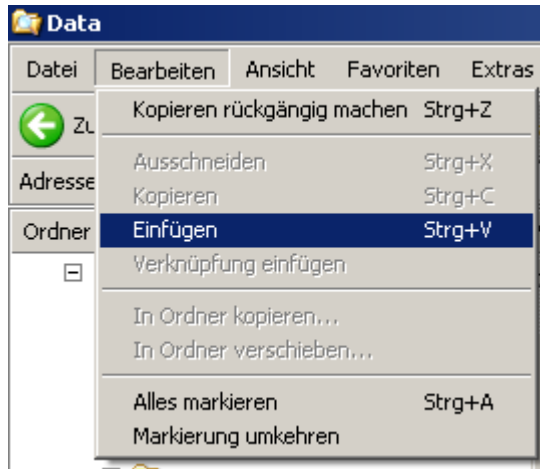 Data
Datei Bearbeiten Ansicht Favoriten Extras
Kopieren rückgängig machen Strg+Z
Ausschneiden Strg+X
Adresse
Kopieren Strg+C
Ordner
Einfügen Strg+V
Verknüpfung einfügen
In Ordner kopieren...
In Ordner verschieben...
Alles markieren Strg+A
Markierung umkehren